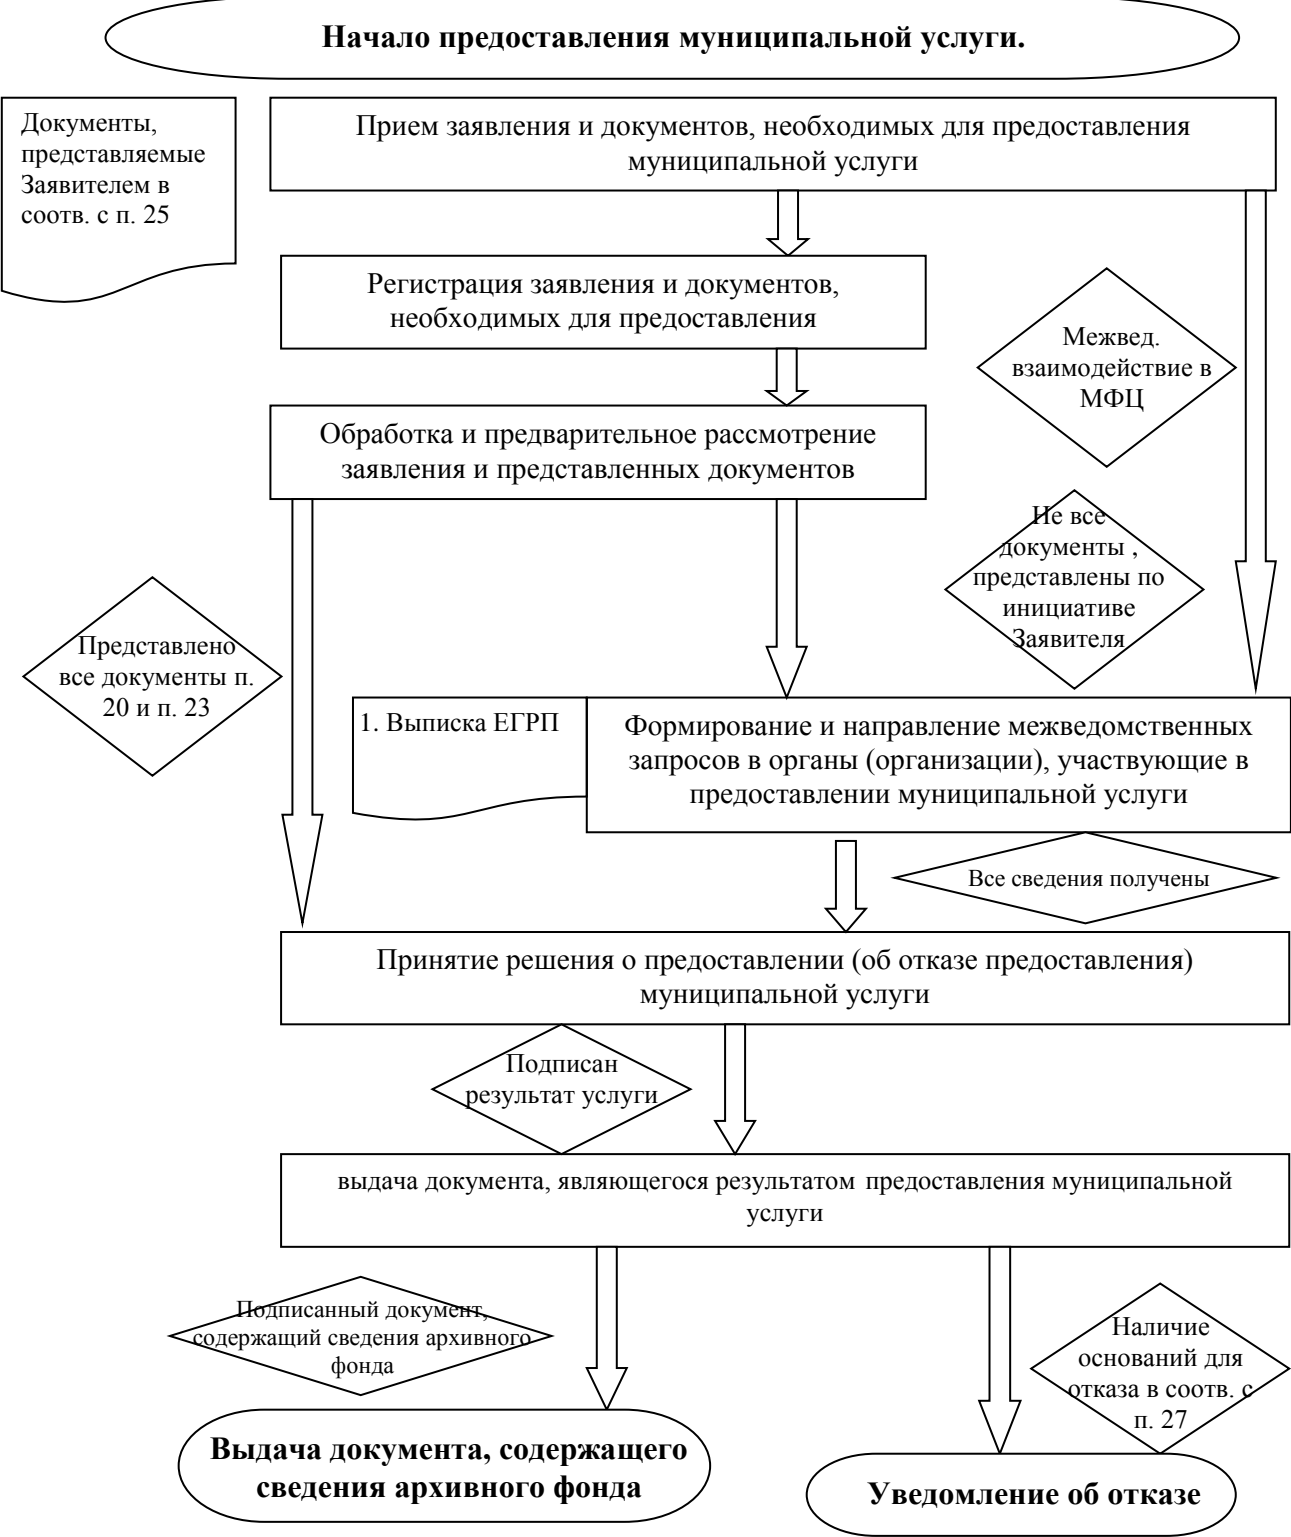 Начало предоставления муниципальной услуги.
Документы,
представляемые
Заявителем в
соотв. с п. 25
Прием заявления и документов, необходимых для предоставления
муниципальной услуги
Регистрация заявления и документов,
необходимых для предоставления
Межвед.
взаимодействие в
МФЦ
Обработка и предварительное рассмотрение
заявления и представленных документов
Не все
документы ,
представлены по
инициативе
Заявителя
Представлено
все документы п.
20 и п. 23
1. Выписка ЕГРП
Формирование и направление межведомственных
запросов в органы (организации), участвующие в
предоставлении муниципальной услуги
Все сведения получены
Принятие решения о предоставлении (об отказе предоставления)
муниципальной услуги
Подписан
результат услуги
выдача документа, являющегося результатом предоставления муниципальной
услуги
Подписанный документ,
содержащий сведения архивного
фонда
Наличие
оснований для
отказа в соотв. с
п. 27
Выдача документа, содержащего
сведения архивного фонда
Уведомление об отказе